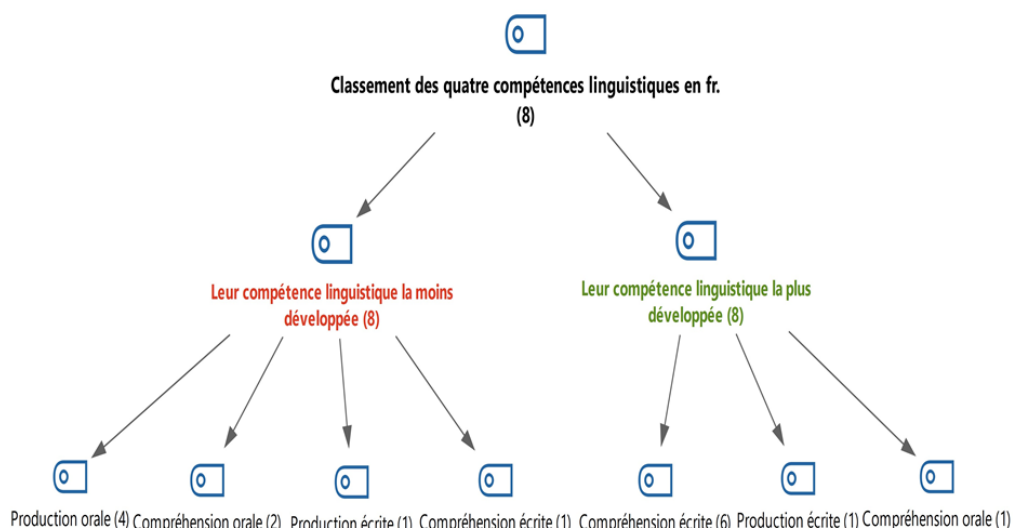 Classement des quatre compétences linguistiques en fr.
(8)
Leur compétence linguistique la moins
développée (8)
Leur compétence linguistique la plus
développée (8)
Production orale (4)
Compréhension orale (2)
Production écrite (1)
Compréhension écrite (1)
Compréhension écrite (6)
Production écrite (1)
Compréhension orale (1)